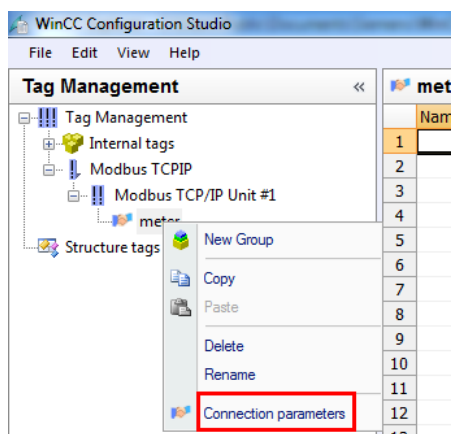 WinCC Configuration Studio
File Edit View Help
Tag Management «
met
Tag Management
Internal tags
Modbus TCPIP
Modbus TCP/IP Unit #1
meter
Structure tags
New Group
Copy
Paste
Delete
Rename
Connection parameters
Nam
1
2
3
4
5
6
7
8
9
10
11
12